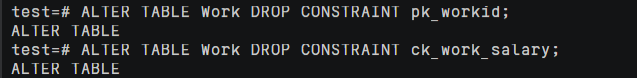 test=# ALTER TABLE Work DROP CONSTRAINT pk_workid;
ALTER TABLE
test=# ALTER TABLE Work DROP CONSTRAINT ck_work_salary;
ALTER TABLE